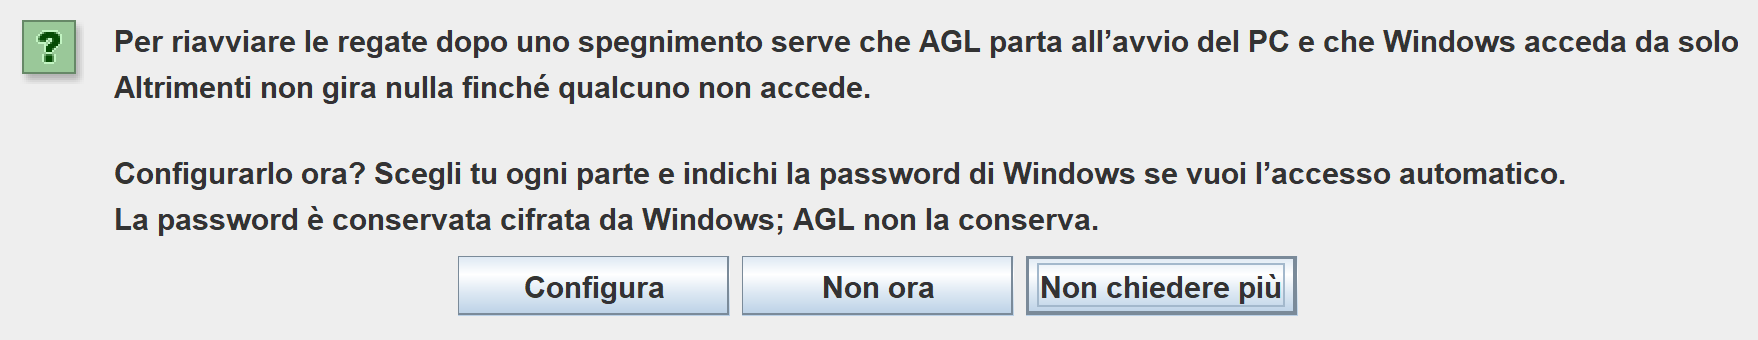 Per riavviare le regate dopo uno spegnimento serve che AGL parta all’avvio del PC e che Windows acceda da solo
Altrimenti non gira nulla finché qualcuno non accede.
Configurarlo ora? Scegli tu ogni parte e indichi la password di Windows se vuoi l’accesso automatico.
La password è conservata cifrata da Windows; AGL non la conserva.
Configura
Non ora
Non chiedere più